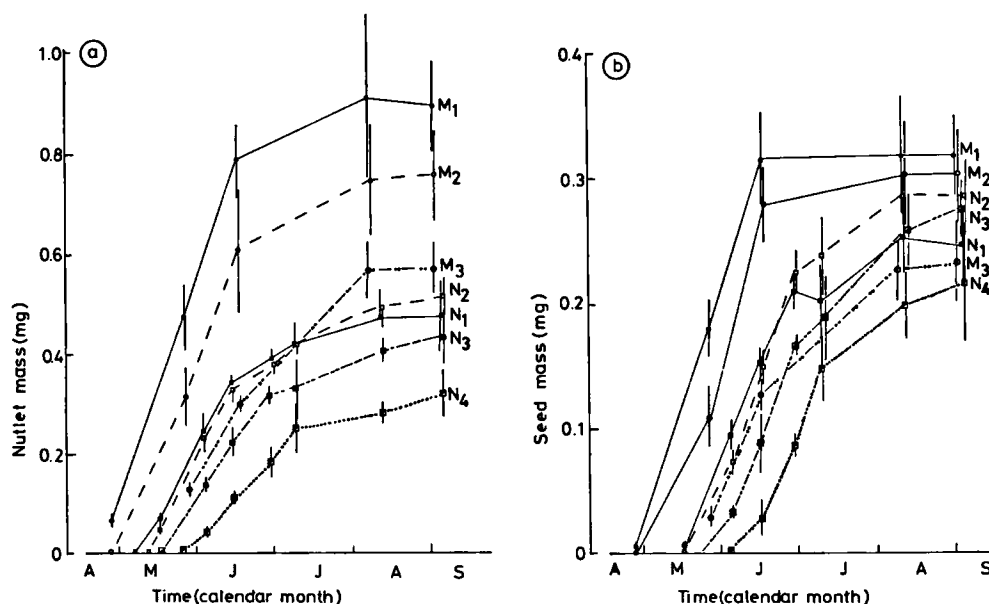 a
1.0
0.8
0.6
0.4
0.2
0
Nutlet mass (mg)
M1
M2
M3
N2
N1
N3
N4
A M J J A S
Time (calendar month)
b
0.4
0.3
0.2
0.1
0
Seed mass (mg)
M1
M2
N2
N3
N1
M3
N4
A M J J A S
Time (calendar month)